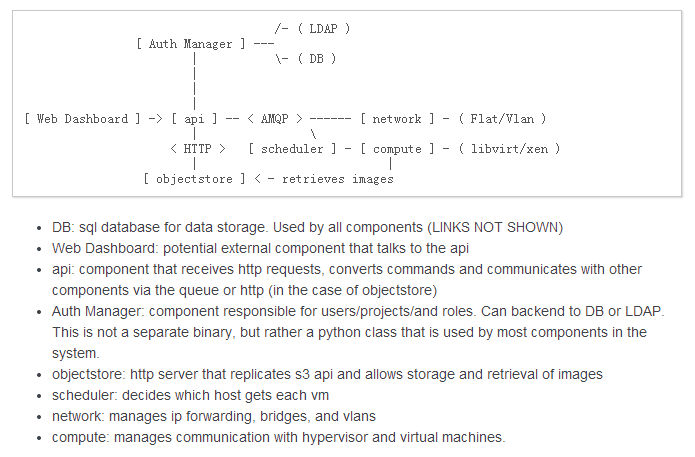 /- ( LDAP )
[ Auth Manager ] ---
\- ( DB )
[ Web Dashboard ] -> [ api ] -- < AMQP > ------ [ network ] - ( Flat/Vlan )
< HTTP > [ scheduler ] - [ compute ] - ( libvirt/xen )
[ objectstore ] < - retrieves images
• DB: sql database for data storage. Used by all components (LINKS NOT SHOWN)
• Web Dashboard: potential external component that talks to the api
• api: component that receives http requests, converts commands and communicates with other
components via the queue or http (in the case of objectstore)
• Auth Manager: component responsible for users/projects/and roles. Can backend to DB or LDAP.
This is not a separate binary, but rather a python class that is used by most components in the
system.
• objectstore: http server that replicates s3 api and allows storage and retrieval of images
• scheduler: decides which host gets each vm
• network: manages ip forwarding, bridges, and vlans
• compute: manages communication with hypervisor and virtual machines.